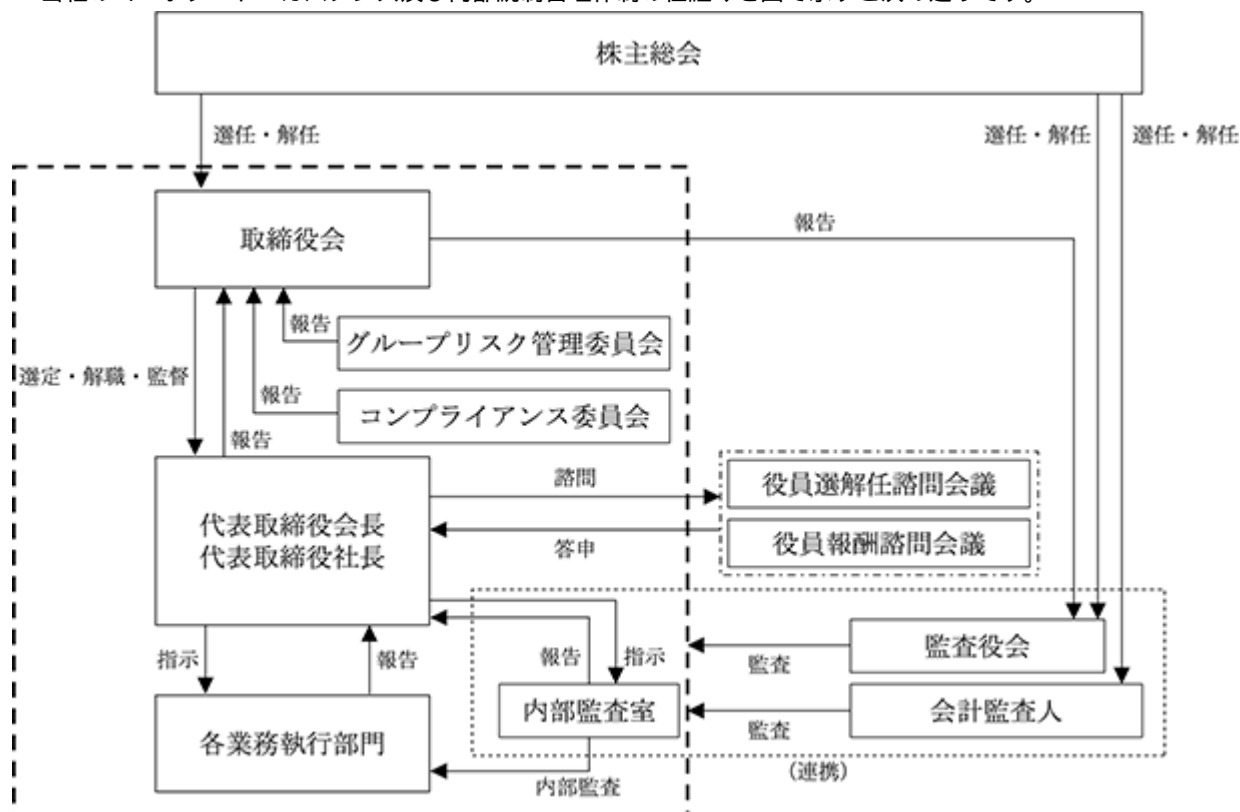 株主総会
選任・解任
選任・解任
選任・解任
取締役会
報告
報告
グループリスク管理委員会
選定・解職・監督
報告
コンプライアンス委員会
報告
代表取締役会長
代表取締役社長
諮問
答申
役員選解任諮問会議
役員報酬諮問会議
指示
報告
報告
指示
監査
監査役会
各業務執行部門
内部監査室
監査
会計監査人
内部監査
(連携)